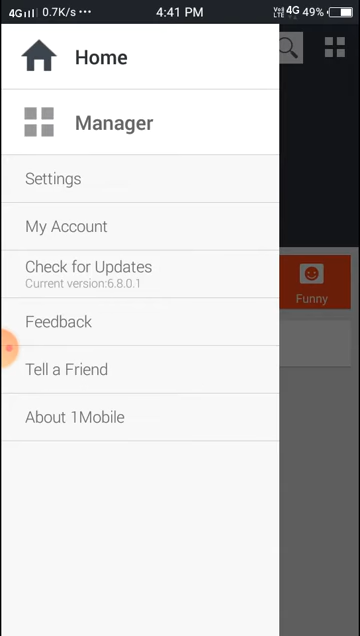 4G 0.7K/s ··· 4:41 PM VoLTE 4G 49%
Home
Manager
Settings
My Account
Check for Updates
Current version:6.8.0.1
Funny
Feedback
Tell a Friend
About 1Mobile